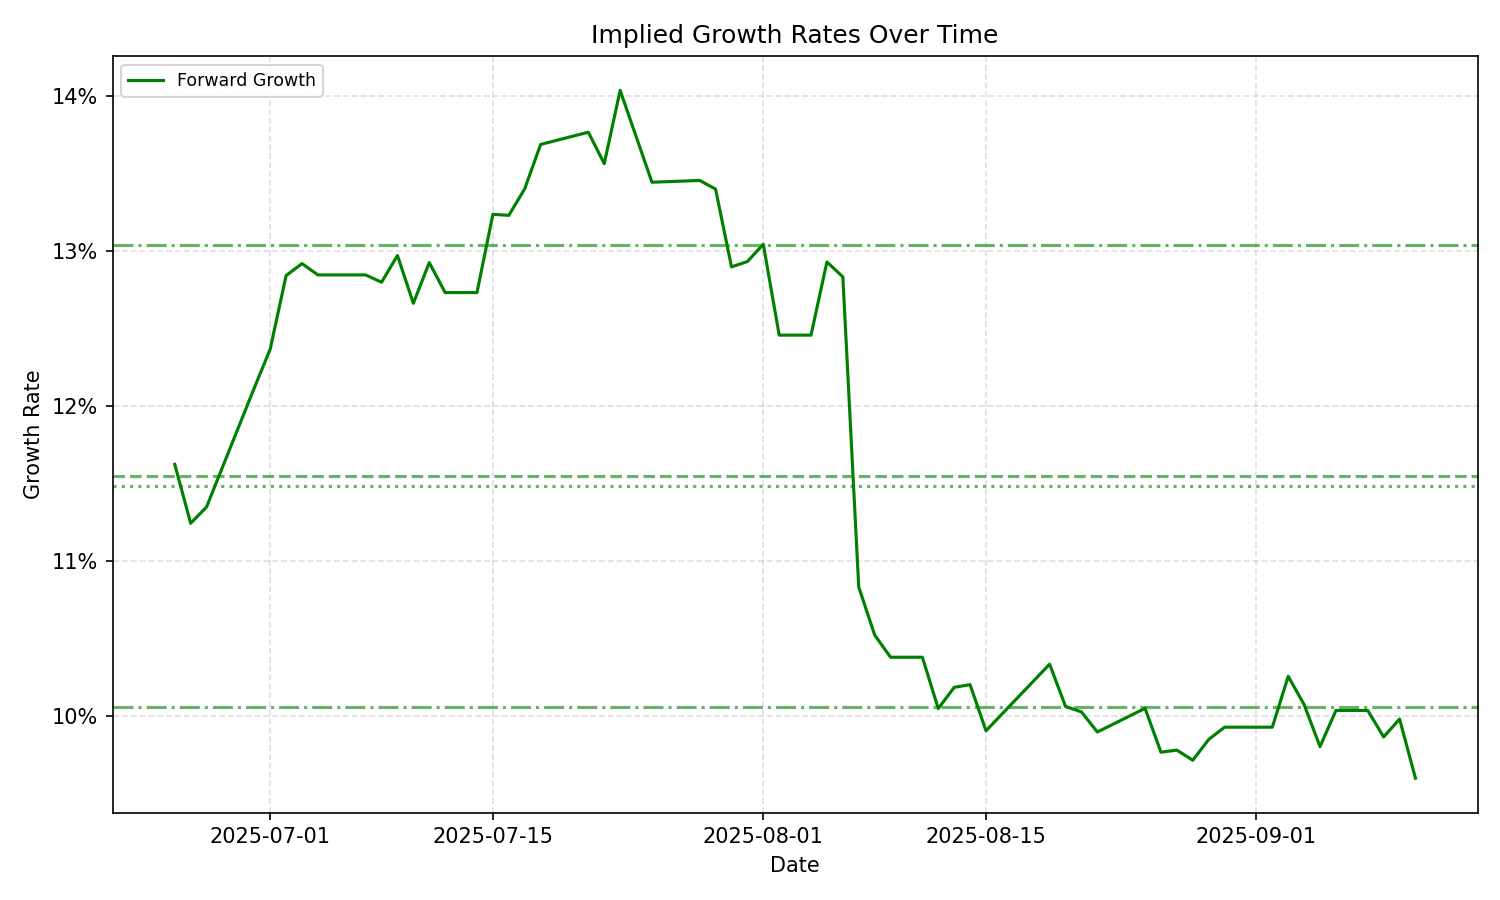 Implied Growth Rates Over Time
Forward Growth
14%
13%
12%
11%
10%
Growth Rate
2025-07-01
2025-07-15
2025-08-01
2025-08-15
2025-09-01
Date